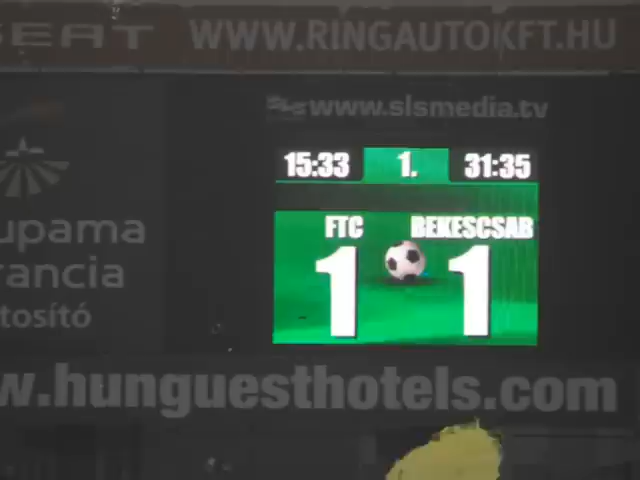 SEAT WWW.RINGAUTOKFT.HU
www.slsmedia.tv
15:33 1. 31:35
FTC BEKESCSAB
1 1
upama
rancia
tosító
w.hunguesthotels.com